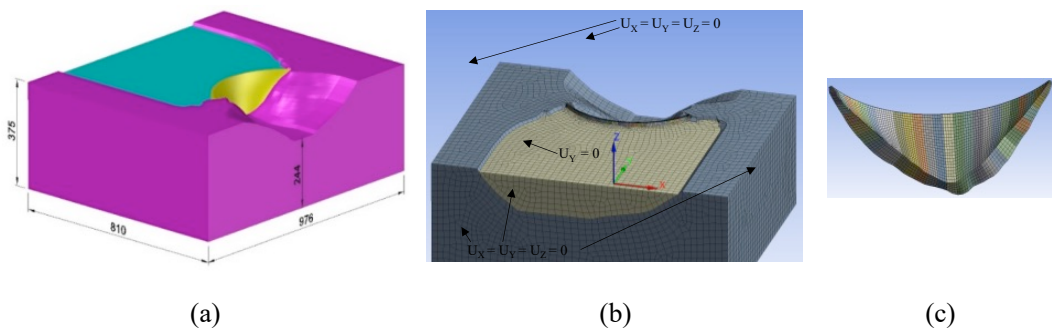 375
244
810
976
U_X = U_Y = U_Z = 0
U_Y = 0
U_X = U_Y = U_Z = 0
Z
X
(a)
(b)
(c)